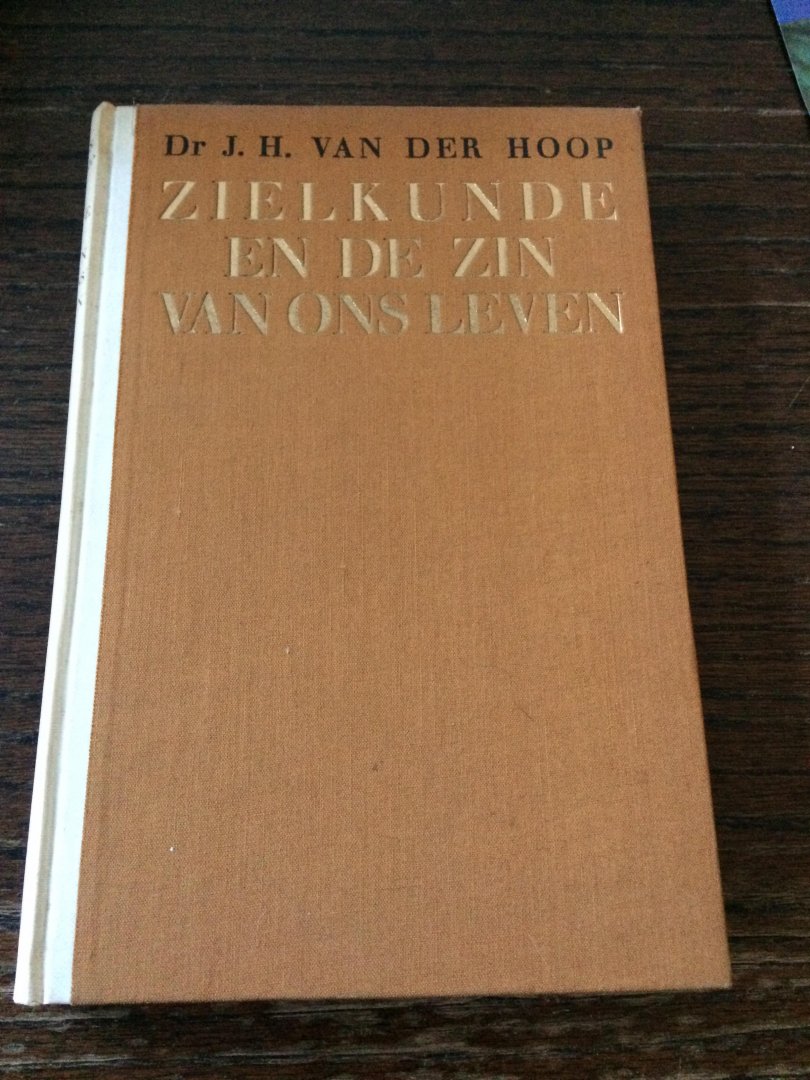 Dr J. H. VAN DER HOOP
ZIELKUNDE
EN DE ZIN
VAN ONS LEVEN